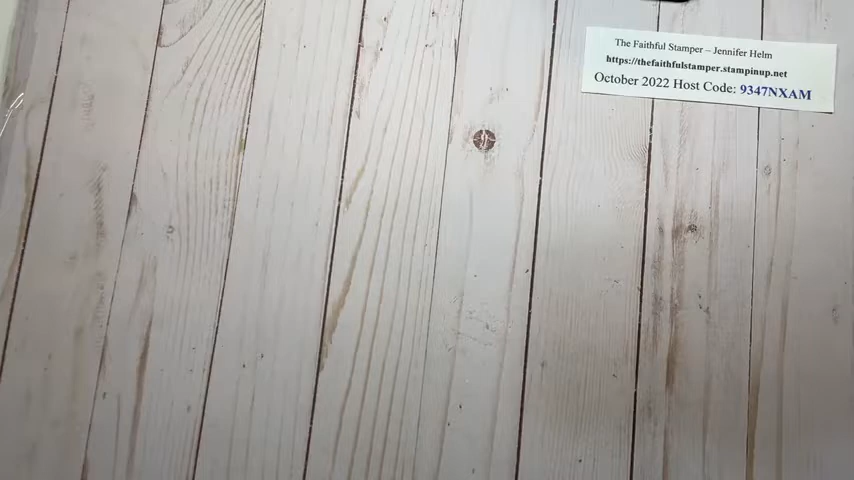 The Faithful Stamper – Jennifer Helm
https://thefaithfulstamper.stampinup.net
October 2022 Host Code: 9347NXAM